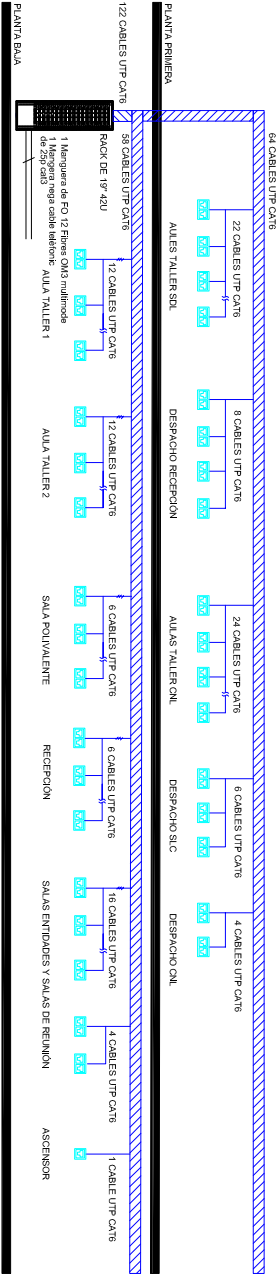 64 CABLES UTP CAT6
22 CABLES UTP CAT6
8 CABLES UTP CAT6
24 CABLES UTP CAT6
6 CABLES UTP CAT6
4 CABLES UTP CAT6
AULES TALLER SDL
DESPACHO RECEPCIÓN
AULAS TALLER CNL
DESPACHO SLC
DESPACHO CNL
PLANTA PRIMERA
122 CABLES UTP CAT6
58 CABLES UTP CAT6
RACK DE 19" 42U
12 CABLES UTP CAT6
12 CABLES UTP CAT6
6 CABLES UTP CAT6
6 CABLES UTP CAT6
16 CABLES UTP CAT6
4 CABLES UTP CAT6
1 CABLE UTP CAT6
1 Manguera de FO 12 Fibres OM3 multimode
1 Mangera nega cable telefònic
de 25p cat3
AULA TALLER 1
AULA TALLER 2
SALA POLIVALENTE
RECEPCIÓN
SALAS ENTIDADES Y SALAS DE REUNIÓN
ASCENSOR
PLANTA BAJA